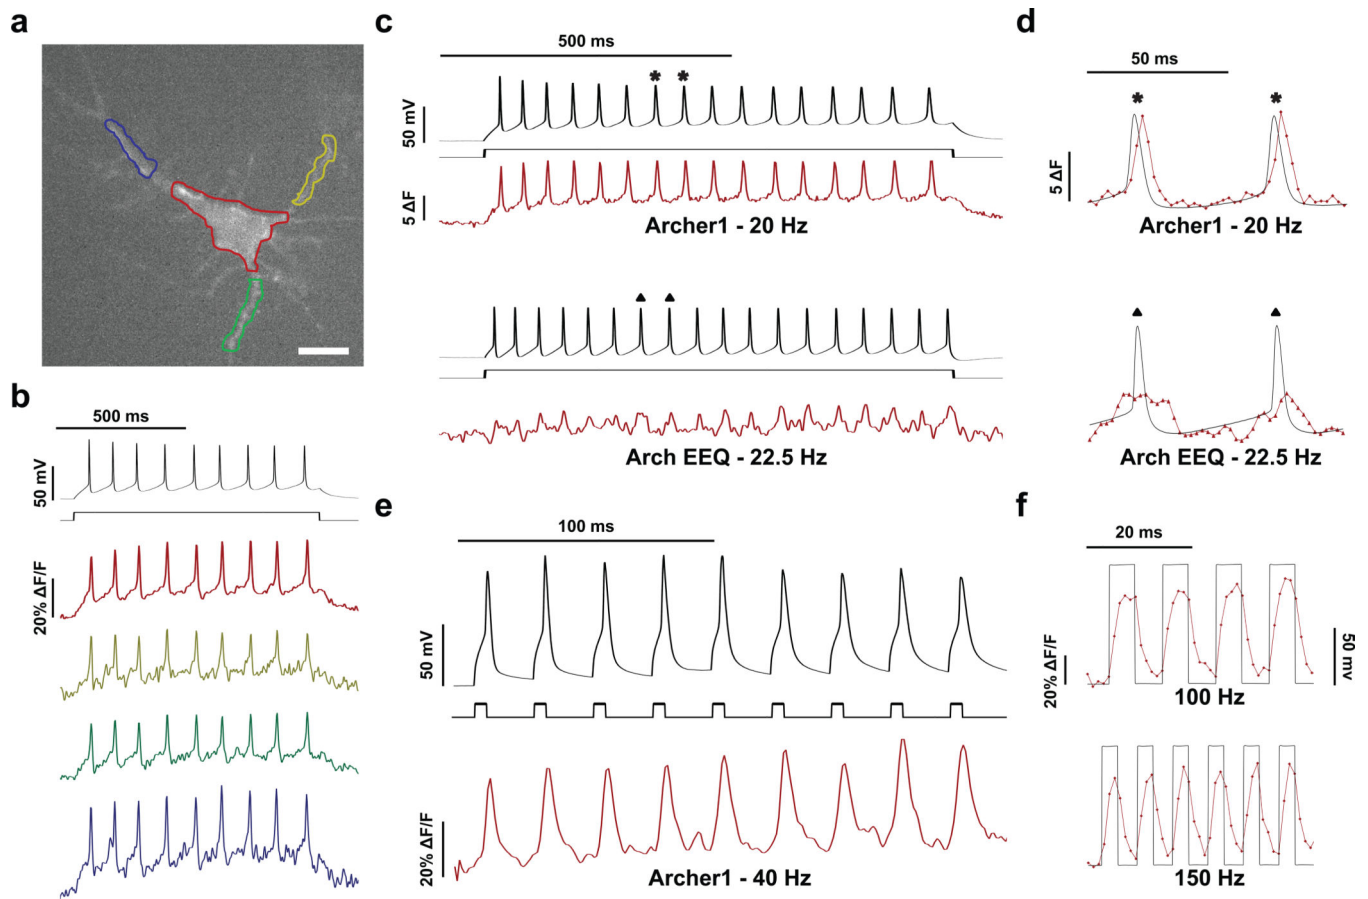 a
b
500 ms
50 mV
20% ΔF/F
c
500 ms
50 mV
5 ΔF
Archer1 - 20 Hz
Arch EEQ - 22.5 Hz
d
50 ms
5 ΔF
Archer1 - 20 Hz
Arch EEQ - 22.5 Hz
e
100 ms
50 mV
20% ΔF/F
Archer1 - 40 Hz
f
20 ms
20% ΔF/F
50 mv
100 Hz
150 Hz